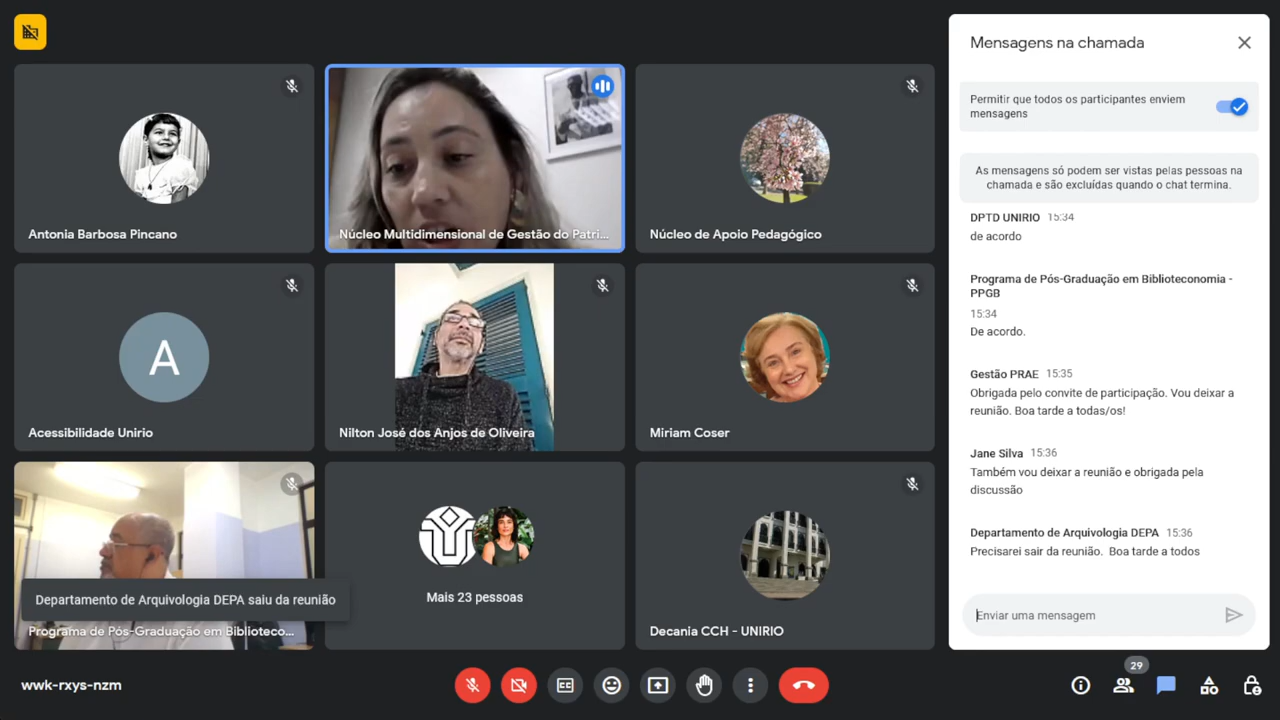 Mensagens na chamada
Permitir que todos os participantes enviem
mensagens
As mensagens só podem ser vistas pelas pessoas na
chamada e são excluídas quando o chat termina.
DPTD UNIRIO 15:34
de acordo
Programa de Pós-Graduação em Biblioteconomia -
PPGB
15:34
De acordo.
Gestão PRAE 15:35
Obrigada pelo convite de participação. Vou deixar a
reunião. Boa tarde a todas/os!
Jane Silva 15:36
Também vou deixar a reunião e obrigada pela
discussão
Departamento de Arquivologia DEPA 15:36
Precisarei sair da reunião. Boa tarde a todos
Enviar uma mensagem
Antonia Barbosa Pincano
Núcleo Multidimensional de Gestão do Patri...
Núcleo de Apoio Pedagógico
A
Acessibilidade Unirio
Nilton José dos Anjos de Oliveira
Miriam Coser
Departamento de Arquivologia DEPA saiu da reunião
Programa de Pós-Graduação em Biblioteco...
Mais 23 pessoas
Decania CCH - UNIRIO
wwk-rxys-nzm
29